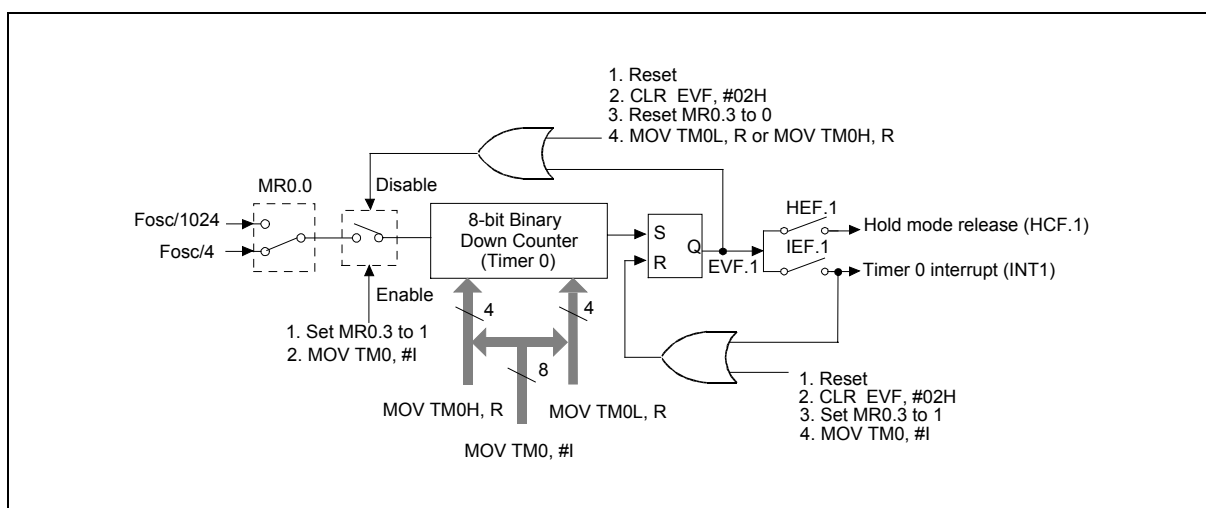 1. Reset
2. CLR EVF, #02H
3. Reset MR0.3 to 0
4. MOV TM0L, R or MOV TM0H, R
MR0.0
Disable
Fosc/1024
Fosc/4
8-bit Binary
Down Counter
(Timer 0)
S
Q
R
EVF.1
HEF.1
Hold mode release (HCF.1)
IEF.1
Timer 0 interrupt (INT1)
Enable
1. Set MR0.3 to 1
2. MOV TM0, #I
4
4
8
MOV TM0H, R
MOV TM0L, R
MOV TM0, #I
1. Reset
2. CLR EVF, #02H
3. Set MR0.3 to 1
4. MOV TM0, #I